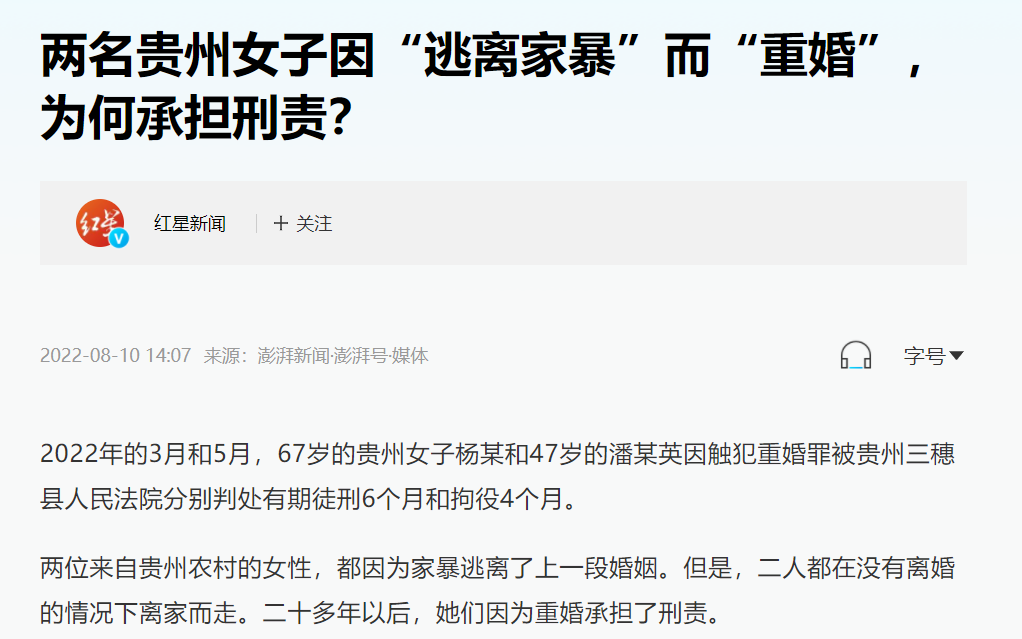 两名贵州女子因“逃离家暴”而“重婚”，
为何承担刑责？
红星
V
红星新闻
+ 关注
2022-08-10 14:07 来源：澎湃新闻·澎湃号·媒体
字号
2022年的3月和5月，67岁的贵州女子杨某和47岁的潘某英因触犯重婚罪被贵州三穗
县人民法院分别判处有期徒刑6个月和拘役4个月。
两位来自贵州农村的女性，都因为家暴逃离了上一段婚姻。但是，二人都在没有离婚
的情况下离家而走。二十多年以后，她们因为重婚承担了刑责。